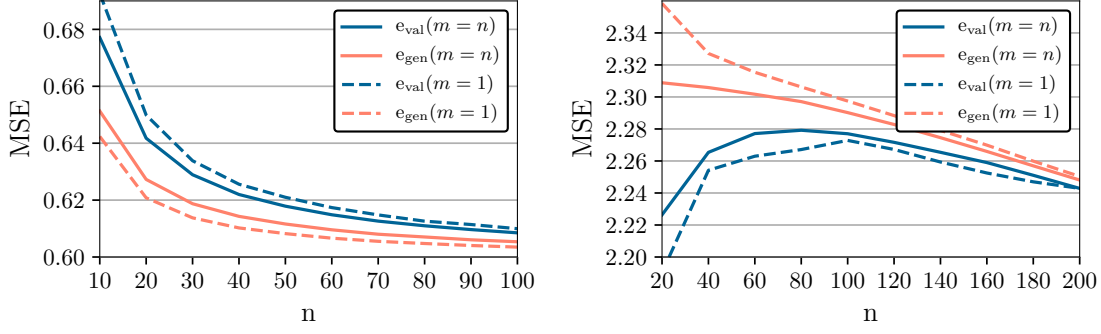 MSE
0.68
0.66
0.64
0.62
0.60
10 20 30 40 50 60 70 80 90 100
n
e_val(m = n)
e_gen(m = n)
e_val(m = 1)
e_gen(m = 1)
MSE
2.34
2.32
2.30
2.28
2.26
2.24
2.22
2.20
20 40 60 80 100 120 140 160 180 200
n
e_val(m = n)
e_gen(m = n)
e_val(m = 1)
e_gen(m = 1)